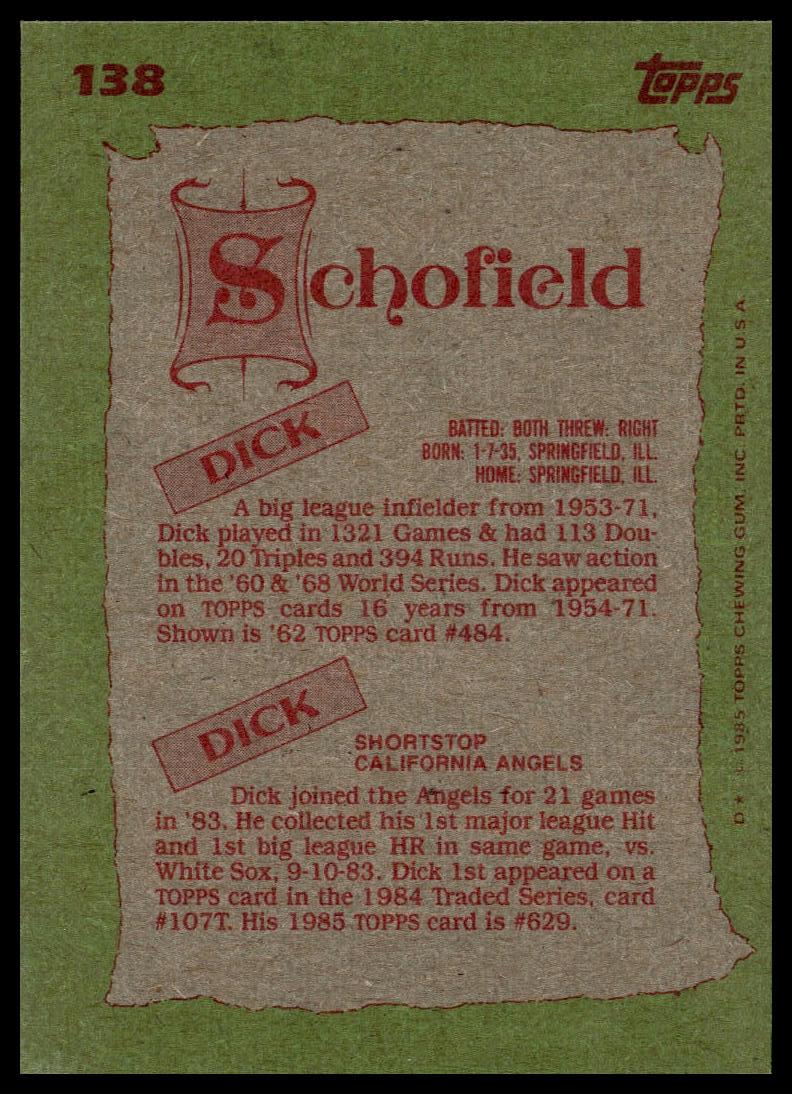 138
TOPPS
Schofield
DICK
BATTED: BOTH THREW: RIGHT
BORN: 1-7-35, SPRINGFIELD, ILL.
HOME: SPRINGFIELD, ILL.
A big league infielder from 1953-71,
Dick played in 1321 Games & had 113 Dou-
bles, 20 Triples and 394 Runs. He saw action
in the '60 & '68 World Series. Dick appeared
on TOPPS cards 16 years from 1954-71.
Shown is '62 TOPPS card #484.
DICK
SHORTSTOP
CALIFORNIA ANGELS
Dick joined the Angels for 21 games
in '83. He collected his 1st major league Hit
and 1st big league HR in same game, vs.
White Sox, 9-10-83. Dick 1st appeared on a
TOPPS card in the 1984 Traded Series, card
#107T. His 1985 TOPPS card is #629.
D* © 1985 TOPPS CHEWING GUM, INC. PRTD. IN U.S.A.